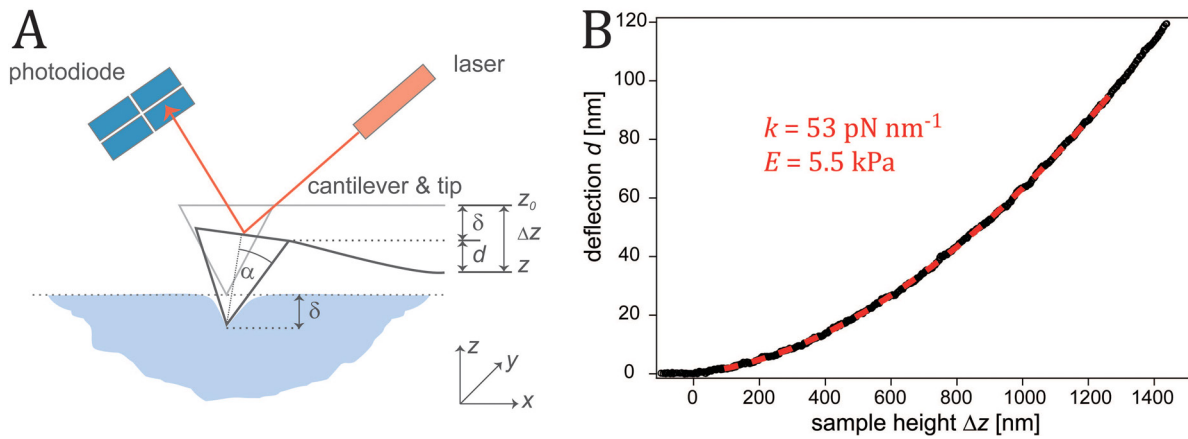 A
photodiode
laser
cantilever & tip
z₀
δ
Δz
d
z
α
δ
z
y
x
B
deflection d [nm]
120
100
80
60
40
20
0
k = 53 pN nm⁻¹
E = 5.5 kPa
0 200 400 600 800 1000 1200 1400
sample height Δz [nm]